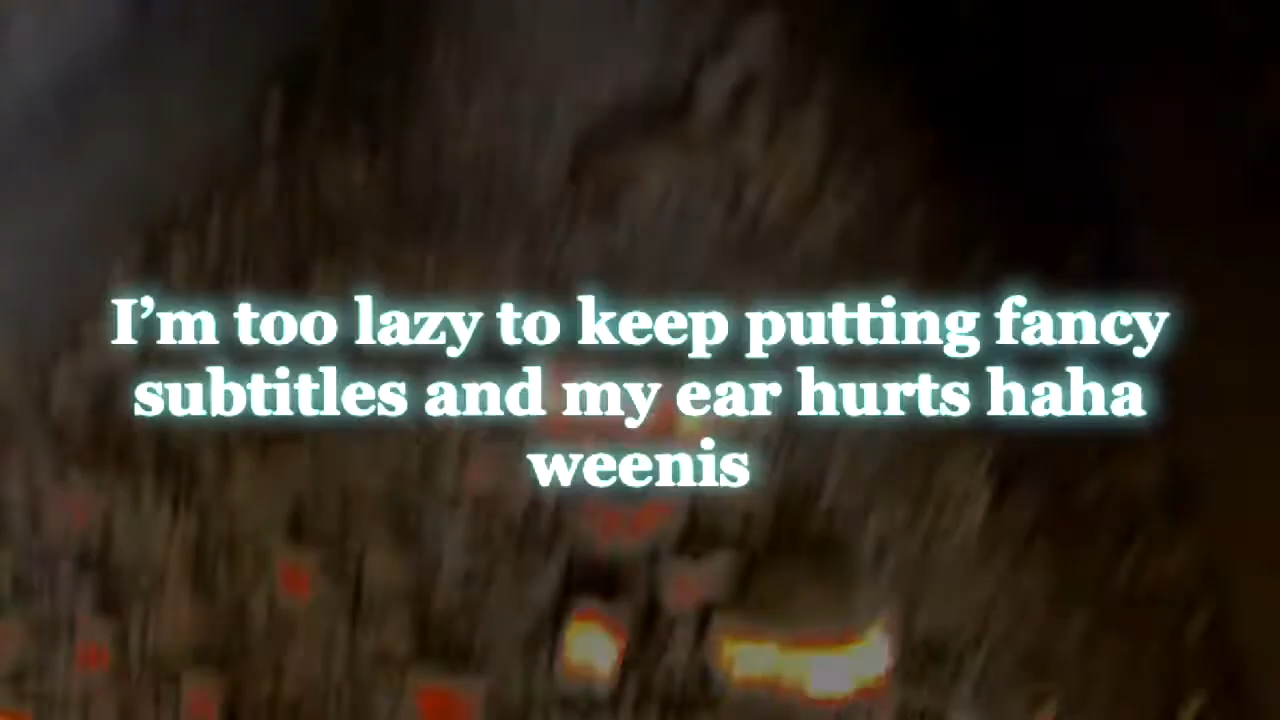 I’m too lazy to keep putting fancy
subtitles and my ear hurts haha
weenis